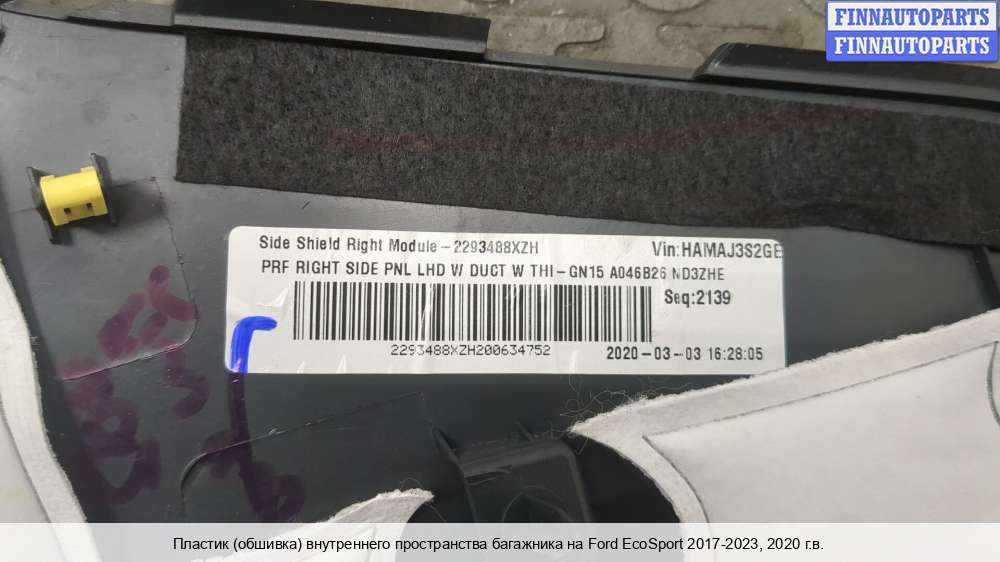 FINNAUTOPARTS
FINNAUTOPARTS
Side Shield Right Module-2293488XZH
Vin:HAMAJ3S2GE
PRF RIGHT SIDE PNL LHD W DUCT W THI-GN15 A046B26 ND3ZHE
Seq:2139
2293488XZH200634752
2020-03-03 16:28:05
Пластик (обшивка) внутреннего пространства багажника на Ford EcoSport 2017-2023, 2020 г.в.